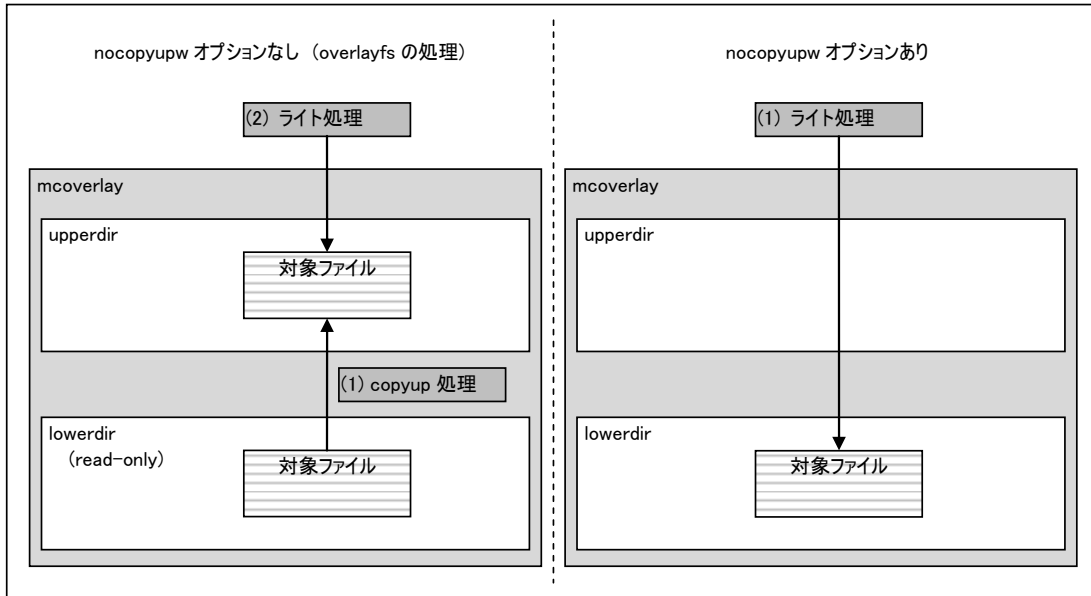 nocopyupw オプションなし (overlayfs の処理)
(2) ライト処理
mcoverlay
upperdir
対象ファイル
(1) copyup 処理
lowerdir
(read-only)
対象ファイル
nocopyupw オプションあり
(1) ライト処理
mcoverlay
upperdir
lowerdir
対象ファイル